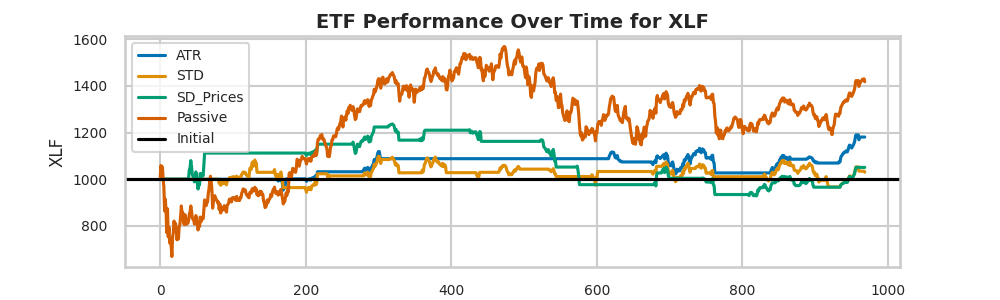 ETF Performance Over Time for XLF
1600
1400
1200
1000
800
XLF
ATR
STD
SD_Prices
Passive
Initial
0 200 400 600 800 1000